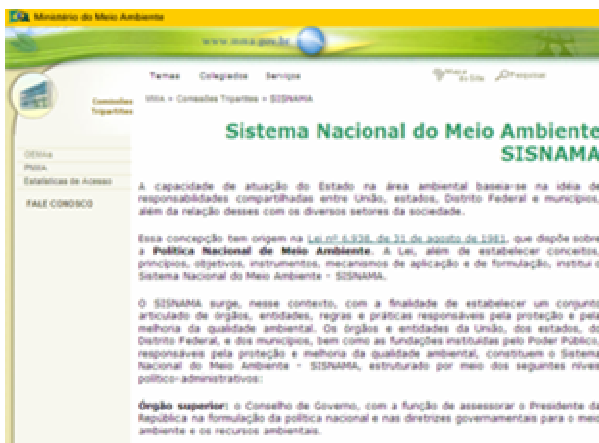 Ministério do Meio Ambiente
www.mma.gov.br
Temas Colegiados Serviços Mapa do Site Pesquisar
Comissões Tripartites
MMA » Comissões Tripartites » SISNAMA
Sistema Nacional do Meio Ambiente
SISNAMA
PNMA
Estatísticas de Acesso
FALE CONOSCO
A capacidade de atuação do Estado na área ambiental baseia-se na idéia de
responsabilidades compartilhadas entre União, estados, Distrito Federal e municípios,
além da relação desses com os diversos setores da sociedade.
Essa concepção tem origem na Lei nº 6.938, de 31 de agosto de 1981, que dispõe sobre
a Política Nacional de Meio Ambiente. A Lei, além de estabelecer conceitos,
princípios, objetivos, instrumentos, mecanismos de aplicação e de formulação, institui o
Sistema Nacional do Meio Ambiente - SISNAMA.
O SISNAMA surge, nesse contexto, com a finalidade de estabelecer um conjunto
articulado de órgãos, entidades, regras e práticas responsáveis pela proteção e pela
melhoria da qualidade ambiental. Os órgãos e entidades da União, dos estados, do
Distrito Federal, e dos municípios, bem como as fundações instituídas pelo Poder Público,
responsáveis pela proteção e melhoria da qualidade ambiental, constituem o Sistema
Nacional do Meio Ambiente - SISNAMA, estruturado por meio dos seguintes níveis
político-administrativos:
Órgão superior: o Conselho de Governo, com a função de assessorar o Presidente da
República na formulação da política nacional e nas diretrizes governamentais para o meio
ambiente e os recursos ambientais.